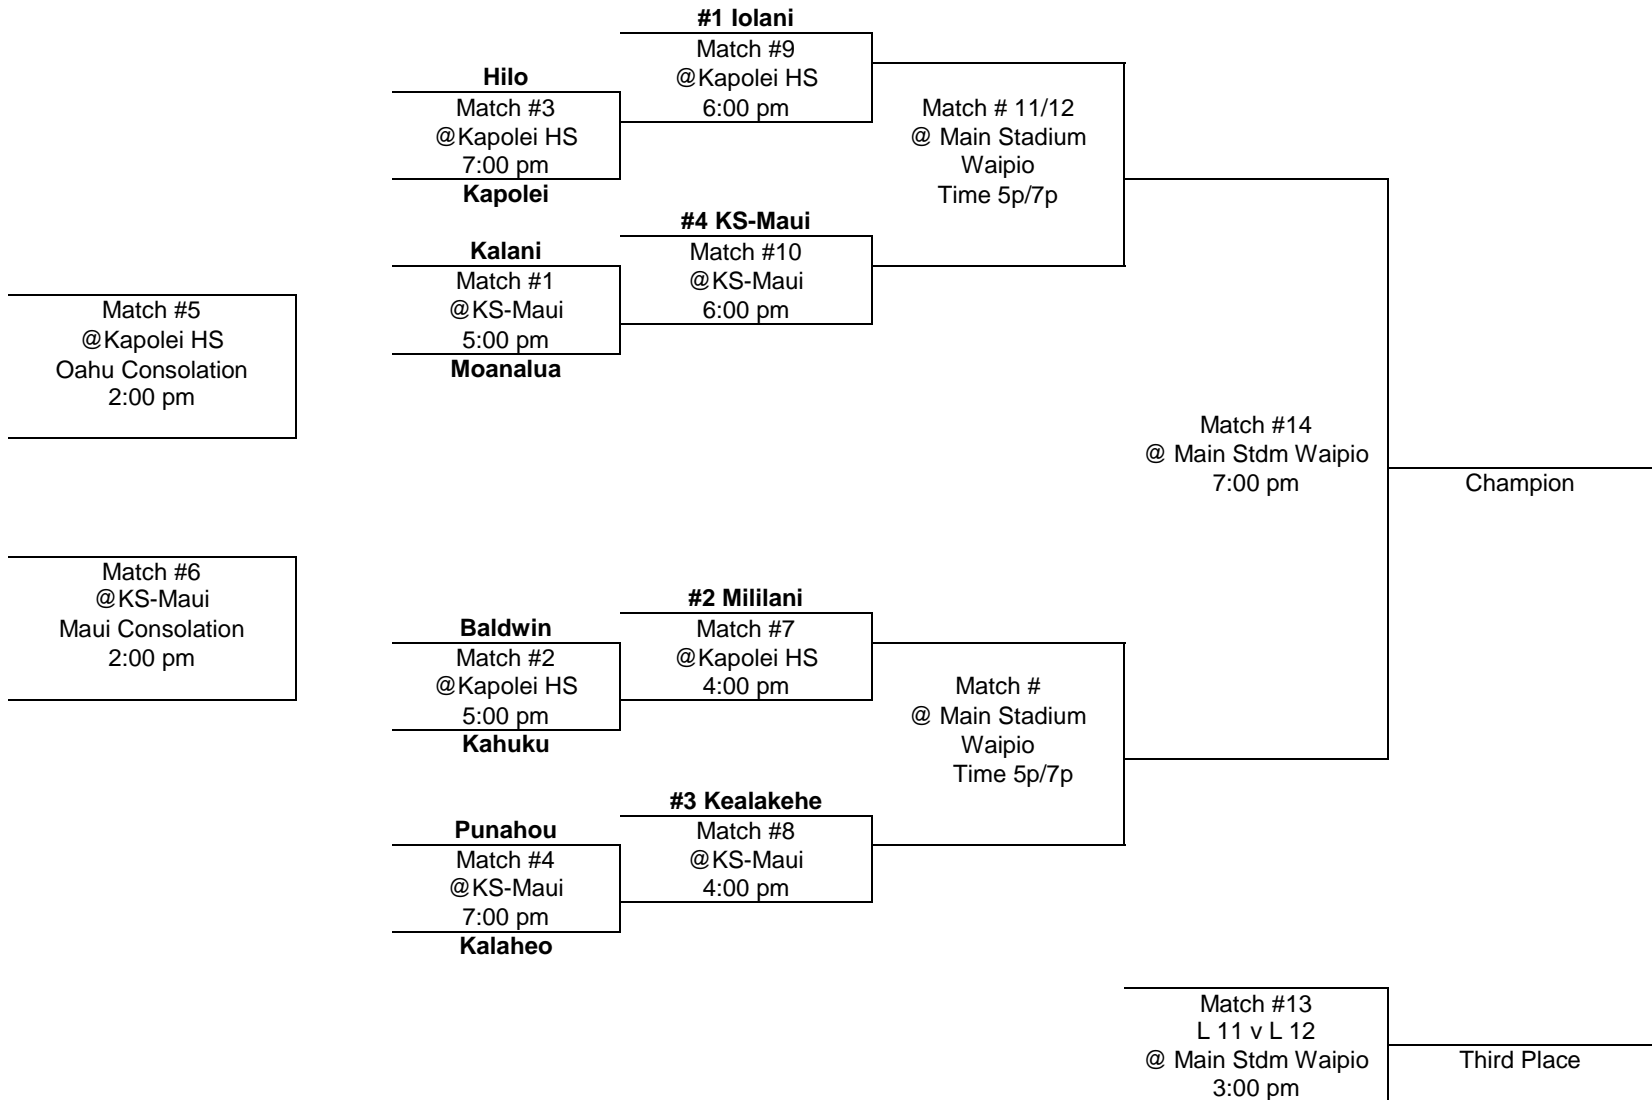 #1 Iolani
Match #9
@Kapolei HS
6:00 pm
Hilo
Match #3
@Kapolei HS
7:00 pm
Kapolei
Match # 11/12
@ Main Stadium
Waipio
Time 5p/7p
#4 KS-Maui
Match #10
@KS-Maui
6:00 pm
Kalani
Match #1
@KS-Maui
5:00 pm
Moanalua
Match #5
@Kapolei HS
Oahu Consolation
2:00 pm
Match #14
@ Main Stdm Waipio
7:00 pm
Champion
Match #6
@KS-Maui
Maui Consolation
2:00 pm
#2 Mililani
Match #7
@Kapolei HS
4:00 pm
Baldwin
Match #2
@Kapolei HS
5:00 pm
Kahuku
Match #
@ Main Stadium
Waipio
Time 5p/7p
#3 Kealakehe
Match #8
@KS-Maui
4:00 pm
Punahou
Match #4
@KS-Maui
7:00 pm
Kalaheo
Match #13
L 11 v L 12
@ Main Stdm Waipio
3:00 pm
Third Place